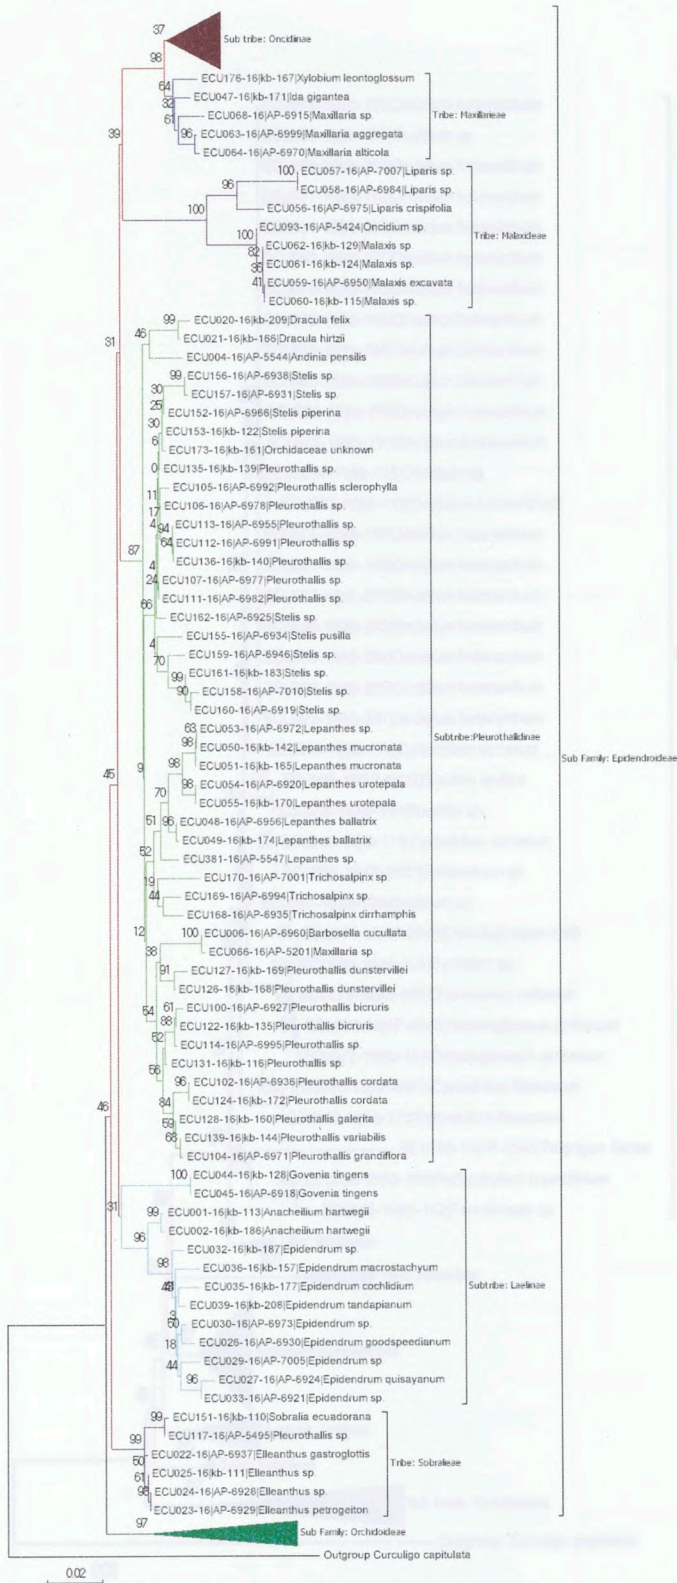 37
Sub tribe: Oncidiinae
98
64
ECU176-16|kb-167|Xylobium leontoglossum
32
ECU047-16|kb-171|Ida gigantea
61
ECU068-16|AP-6915|Maxillaria sp.
Tribe: Maxillarieae
39
96
ECU063-16|AP-6999|Maxillaria aggregata
ECU064-16|AP-6970|Maxillaria alticola
100
ECU057-16|AP-7007|Liparis sp.
96
ECU058-16|AP-6984|Liparis sp.
100
ECU056-16|AP-6975|Liparis crispifolia
ECU093-16|AP-5424|Oncidium sp.
Tribe: Malaxideae
100
82
ECU062-16|kb-129|Malaxis sp.
36
ECU061-16|kb-124|Malaxis sp.
41
ECU059-16|AP-6950|Malaxis excavata
ECU060-16|kb-115|Malaxis sp.
99
ECU020-16|kb-209|Dracula felix
46
ECU021-16|kb-166|Dracula hirtzii
31
ECU004-16|AP-5544|Andinia pensilis
99
ECU156-16|AP-6938|Stelis sp.
30
ECU157-16|AP-6931|Stelis sp.
25
ECU152-16|AP-6966|Stelis piperina
30
ECU153-16|kb-122|Stelis piperina
6
ECU173-16|kb-161|Orchidaceae unknown
0
ECU135-16|kb-139|Pleurothallis sp.
ECU105-16|AP-6992|Pleurothallis sclerophylla
11
17
ECU106-16|AP-6978|Pleurothallis sp.
4
94
ECU113-16|AP-6955|Pleurothallis sp.
64
ECU112-16|AP-6991|Pleurothallis sp.
87
4
ECU136-16|kb-140|Pleurothallis sp.
24
ECU107-16|AP-6977|Pleurothallis sp.
ECU111-16|AP-6982|Pleurothallis sp.
66
ECU162-16|AP-6925|Stelis sp.
4
ECU155-16|AP-6934|Stelis pusilla
70
ECU159-16|AP-6946|Stelis sp.
99
ECU161-16|kb-183|Stelis sp.
90
ECU158-16|AP-7010|Stelis sp.
ECU160-16|AP-6919|Stelis sp.
63
ECU053-16|AP-6972|Lepanthes sp.
Subtribe:Pleurothallidinae
98
ECU050-16|kb-142|Lepanthes mucronata
Sub Family: Epidendroideae
98
ECU051-16|kb-165|Lepanthes mucronata
45
9
98
ECU054-16|AP-6920|Lepanthes urotepala
70
ECU055-16|kb-170|Lepanthes urotepala
51
96
ECU048-16|AP-6956|Lepanthes ballatrix
ECU049-16|kb-174|Lepanthes ballatrix
52
ECU381-16|AP-5547|Lepanthes sp.
19
ECU170-16|AP-7001|Trichosalpinx sp.
44
ECU169-16|AP-6994|Trichosalpinx sp.
ECU168-16|AP-6935|Trichosalpinx dirrhamphis
12
100
ECU006-16|AP-6960|Barbosella cucullata
38
ECU066-16|AP-5201|Maxillaria sp.
91
ECU127-16|kb-169|Pleurothallis dunstervillei
ECU126-16|kb-168|Pleurothallis dunstervillei
54
61
ECU100-16|AP-6927|Pleurothallis bicruris
88
ECU122-16|kb-135|Pleurothallis bicruris
52
ECU114-16|AP-6995|Pleurothallis sp.
56
ECU131-16|kb-116|Pleurothallis sp.
96
ECU102-16|AP-6936|Pleurothallis cordata
46
84
ECU124-16|kb-172|Pleurothallis cordata
59
ECU128-16|kb-160|Pleurothallis galerita
68
ECU139-16|kb-144|Pleurothallis variabilis
ECU104-16|AP-6971|Pleurothallis grandiflora
100
ECU044-16|kb-128|Govenia tingens
ECU045-16|AP-6918|Govenia tingens
31
99
ECU001-16|kb-113|Anacheilium hartwegii
96
ECU002-16|kb-186|Anacheilium hartwegii
ECU032-16|kb-187|Epidendrum sp.
98
ECU036-16|kb-157|Epidendrum macrostachyum
ECU035-16|kb-177|Epidendrum cochlidium
Subtribe: Laelinae
ECU039-16|kb-208|Epidendrum tandapianum
3
50
ECU030-16|AP-6973|Epidendrum sp.
18
ECU026-16|AP-6930|Epidendrum goodspeedianum
44
ECU029-16|AP-7005|Epidendrum sp
96
ECU027-16|AP-6924|Epidendrum quisayanum
ECU033-16|AP-6921|Epidendrum sp.
99
ECU151-16|kb-110|Sobralia ecuadorana
99
ECU117-16|AP-5495|Pleurothallis sp.
50
ECU022-16|AP-6937|Elleanthus gastroglottis
Tribe: Sobralieae
61
ECU025-16|kb-111|Elleanthus sp.
98
ECU024-16|AP-6928|Elleanthus sp.
ECU023-16|AP-6929|Elleanthus petrogeiton
97
Sub Family: Orchidoideae
Outgroup Curculigo capitulata
0.02